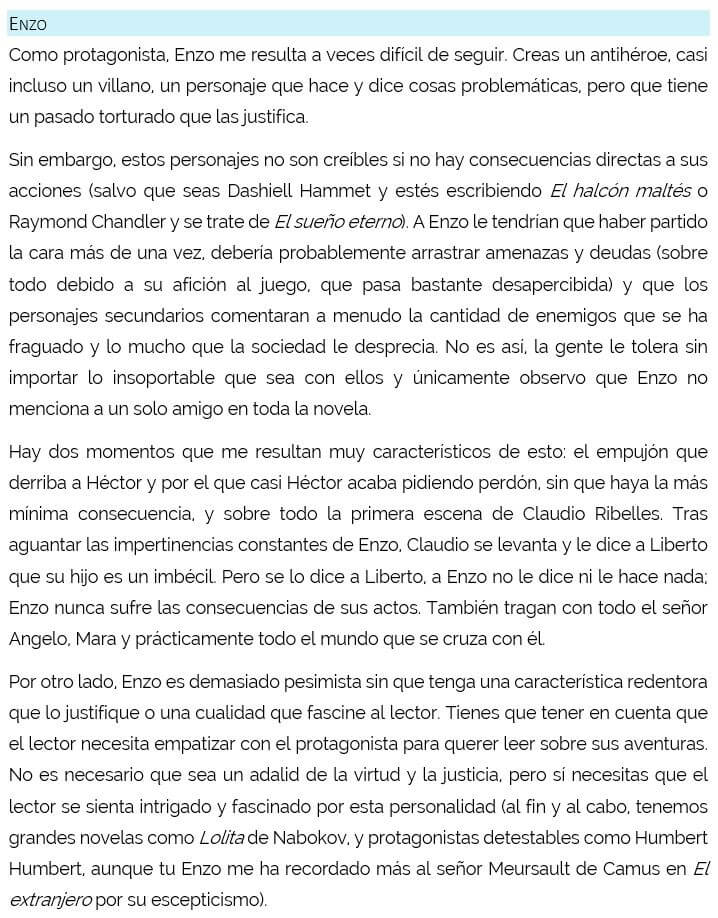 ENZO
Como protagonista, Enzo me resulta a veces difícil de seguir. Creas un antihéroe, casi
incluso un villano, un personaje que hace y dice cosas problemáticas, pero que tiene
un pasado torturado que las justifica.
Sin embargo, estos personajes no son creíbles si no hay consecuencias directas a sus
acciones (salvo que seas Dashiell Hammet y estés escribiendo El halcón maltés o
Raymond Chandler y se trate de El sueño eterno). A Enzo le tendrían que haber partido
la cara más de una vez, debería probablemente arrastrar amenazas y deudas (sobre
todo debido a su afición al juego, que pasa bastante desapercibida) y que los
personajes secundarios comentaran a menudo la cantidad de enemigos que se ha
fraguado y lo mucho que la sociedad le desprecia. No es así, la gente le tolera sin
importar lo insoportable que sea con ellos y únicamente observo que Enzo no
menciona a un solo amigo en toda la novela.
Hay dos momentos que me resultan muy característicos de esto: el empujón que
derriba a Héctor y por el que casi Héctor acaba pidiendo perdón, sin que haya la más
mínima consecuencia, y sobre todo la primera escena de Claudio Ribelles. Tras
aguantar las impertinencias constantes de Enzo, Claudio se levanta y le dice a Liberto
que su hijo es un imbécil. Pero se lo dice a Liberto, a Enzo no le dice ni le hace nada;
Enzo nunca sufre las consecuencias de sus actos. También tragan con todo el señor
Angelo, Mara y prácticamente todo el mundo que se cruza con él.
Por otro lado, Enzo es demasiado pesimista sin que tenga una característica redentora
que lo justifique o una cualidad que fascine al lector. Tienes que tener en cuenta que
el lector necesita empatizar con el protagonista para querer leer sobre sus aventuras.
No es necesario que sea un adalid de la virtud y la justicia, pero sí necesitas que el
lector se sienta intrigado y fascinado por esta personalidad (al fin y al cabo, tenemos
grandes novelas como Lolita de Nabokov, y protagonistas detestables como Humbert
Humbert, aunque tu Enzo me ha recordado más al señor Meursault de Camus en El
extranjero por su escepticismo).